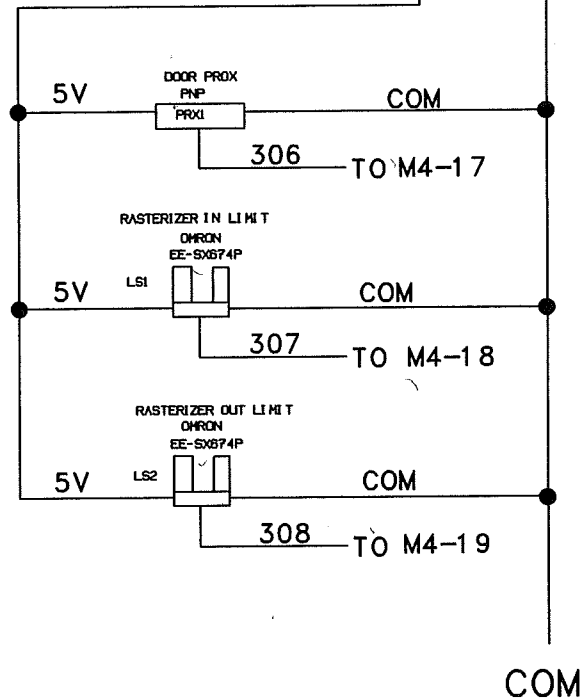 DOOR PROX
PNP
5V
PRX1
COM
306
TO M4-17
RASTERIZER IN LIMIT
OMRON
EE-SX674P
LS1
5V
COM
307
TO M4-18
RASTERIZER OUT LIMIT
OMRON
EE-SX674P
LS2
5V
COM
308
TO M4-19
COM